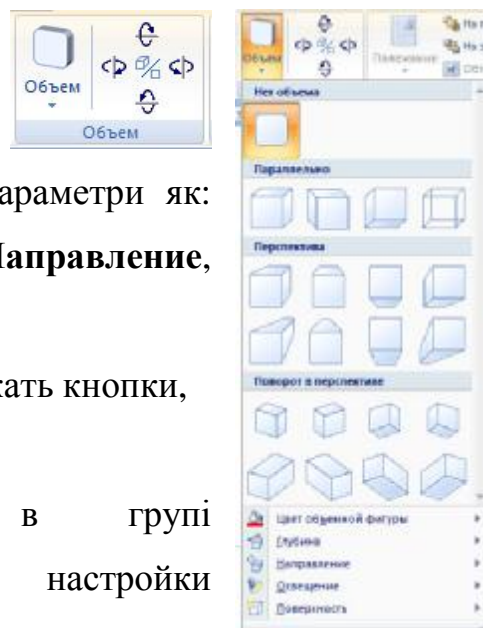 Объем
Объем
араметри як:
Направление,
кать кнопки,
в групі
настройки
Объем
Нет объема
Параллельно
Перспектива
Поворот в перспективе
Цвет объемной фигуры
Глубина
Направление
Освещение
Поверхность